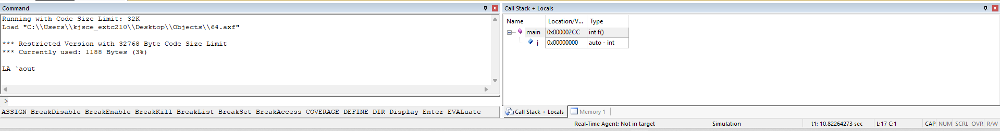 Command
Running with Code Size Limit: 32K
Load "C:\\Users\\kjsce_extc210\\Desktop\\Objects\\64.axf"
*** Restricted Version with 32768 Byte Code Size Limit
*** Currently used: 1188 Bytes (3%)
LA `aout
>
ASSIGN BreakDisable BreakEnable BreakKill BreakList BreakSet BreakAccess COVERAGE DEFINE DIR Display Enter EVALuate
Call Stack + Locals
Name Location/V... Type
main 0x000002CC int f()
j 0x00000000 auto - int
Call Stack + Locals Memory 1
Real-Time Agent: Not in target Simulation t1: 10.82264273 sec L:17 C:1 CAP NUM SCRL OVR R/W